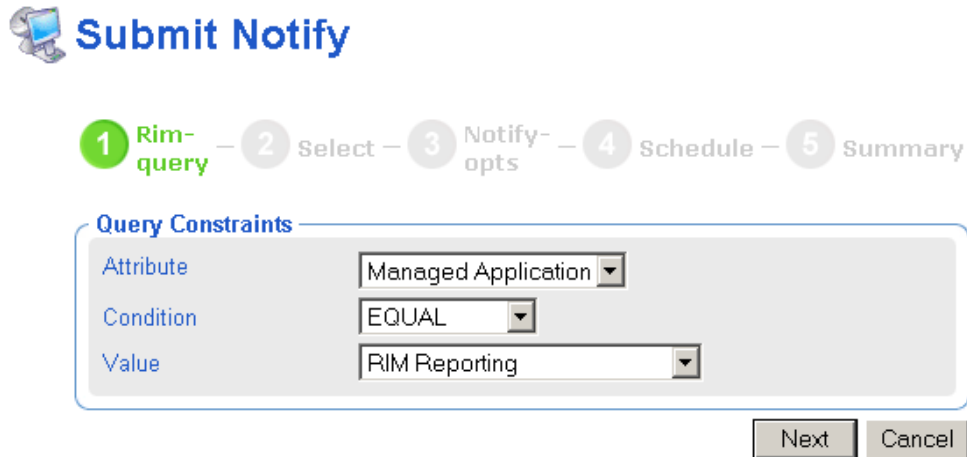 Submit Notify
1 Rim-query – 2 Select – 3 Notify-opts – 4 Schedule – 5 Summary
Query Constraints
Attribute Managed Application
Condition EQUAL
Value RIM Reporting
Next Cancel